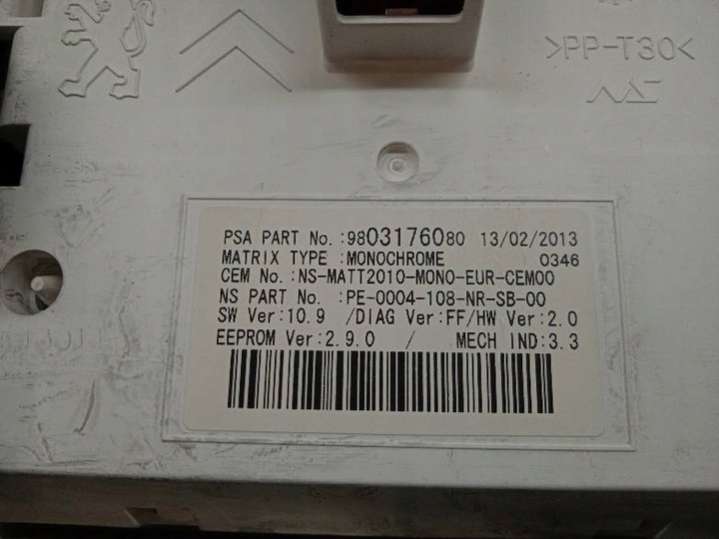 >PP-T30<
PSA PART No. :9803176080 13/02/2013
MATRIX TYPE :MONOCHROME 0346
CEM No. :NS-MATT2010-MONO-EUR-CEM00
NS PART No. :PE-0004-108-NR-SB-00
SW Ver:10.9 /DIAG Ver:FF/HW Ver:2.0
EEPROM Ver:2.9.0 / MECH IND:3.3